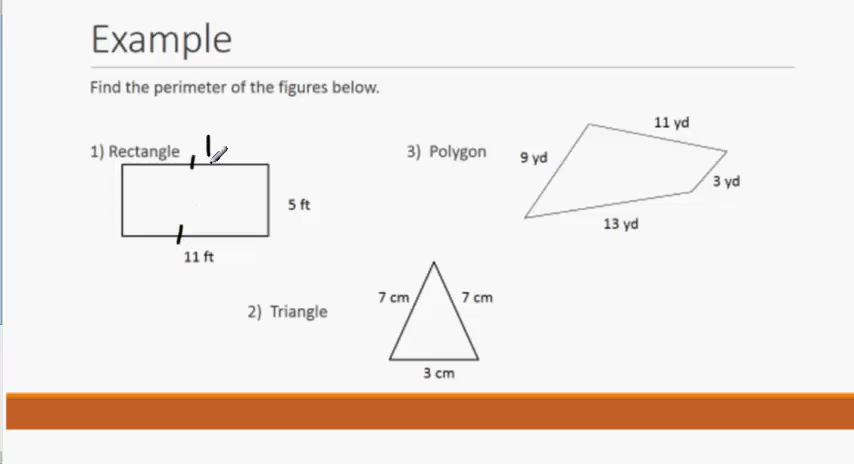 Example
Find the perimeter of the figures below.
1) Rectangle
5 ft
11 ft
3) Polygon
11 yd
9 yd
3 yd
13 yd
2) Triangle
7 cm
7 cm
3 cm